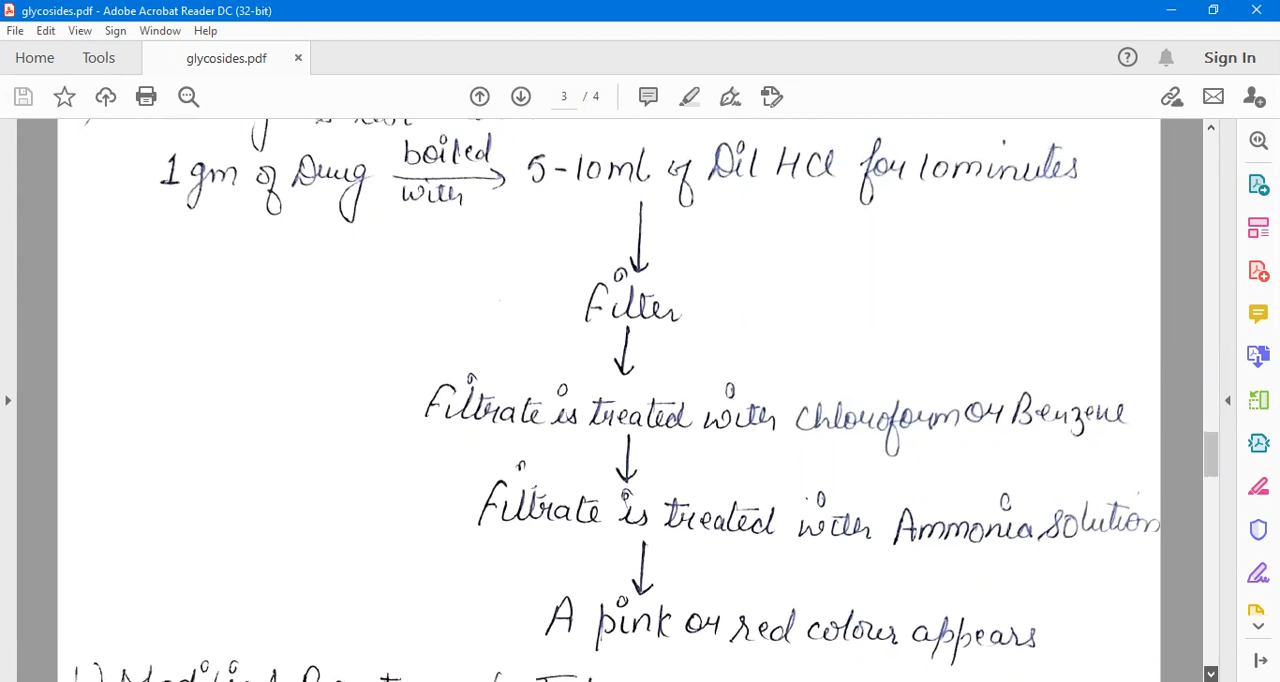 glycosides.pdf - Adobe Acrobat Reader DC (32-bit)
File Edit View Sign Window Help
Home Tools glycosides.pdf Sign In
3 / 4
1 gm of Drug boiled with 5-10ml of Dil HCl for 10minutes
Filter
Filtrate is treated with chloroform or Benzene
Filtrate is treated with Ammonia solution
A pink or red colour appears